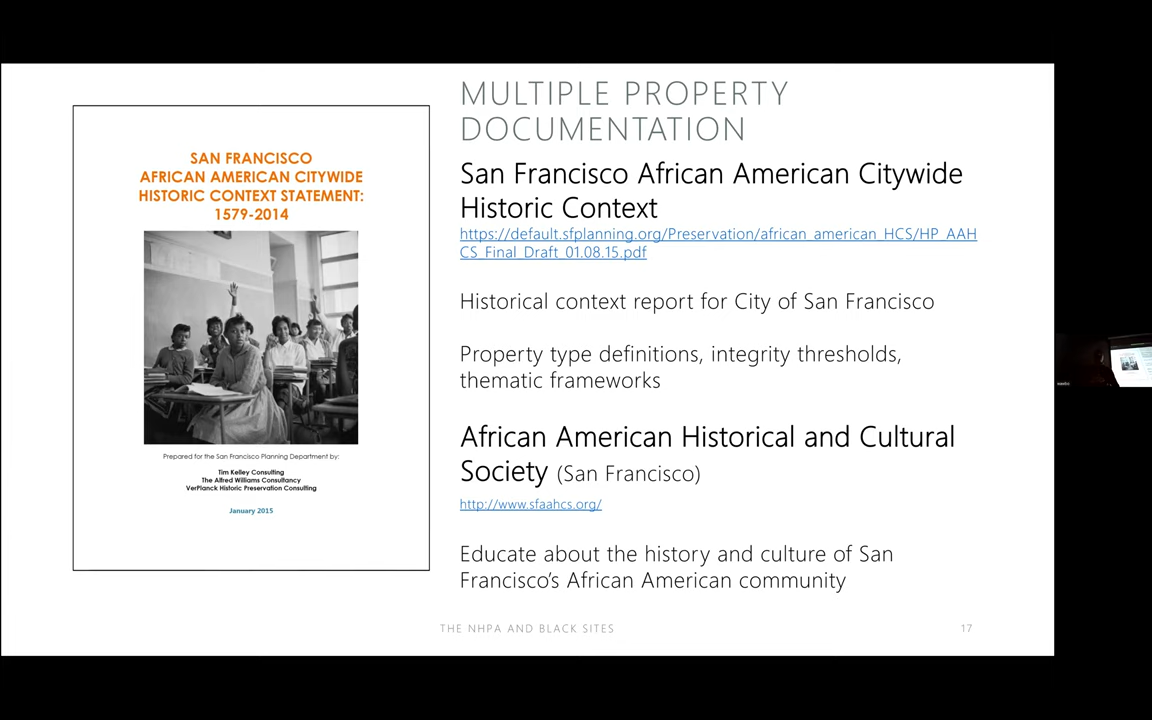 SAN FRANCISCO
AFRICAN AMERICAN CITYWIDE
HISTORIC CONTEXT STATEMENT:
1579-2014
Prepared for the San Francisco Planning Department by:
Tim Kelley Consulting
The Alfred Williams Consultancy
VerPlanck Historic Preservation Consulting
January 2015
MULTIPLE PROPERTY
DOCUMENTATION
San Francisco African American Citywide
Historic Context
https://default.sfplanning.org/Preservation/african_american_HCS/HP_AAH
CS_Final_Draft_01.08.15.pdf
Historical context report for City of San Francisco
Property type definitions, integrity thresholds,
thematic frameworks
African American Historical and Cultural
Society (San Francisco)
http://www.sfaahcs.org/
Educate about the history and culture of San
Francisco’s African American community
THE NHPA AND BLACK SITES
17